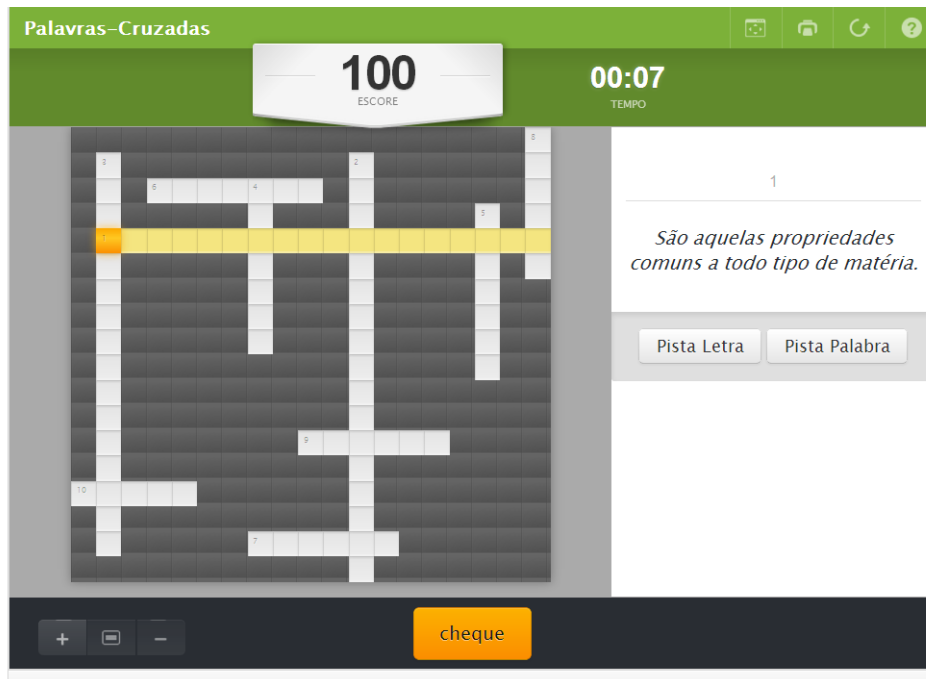 Palavras-Cruzadas
?
100
ESCORE
00:07
TEMPO
8
3
2
6
4
5
1
9
10
7
1
São aquelas propriedades
comuns a todo tipo de matéria.
Pista Letra
Pista Palabra
+
−
cheque